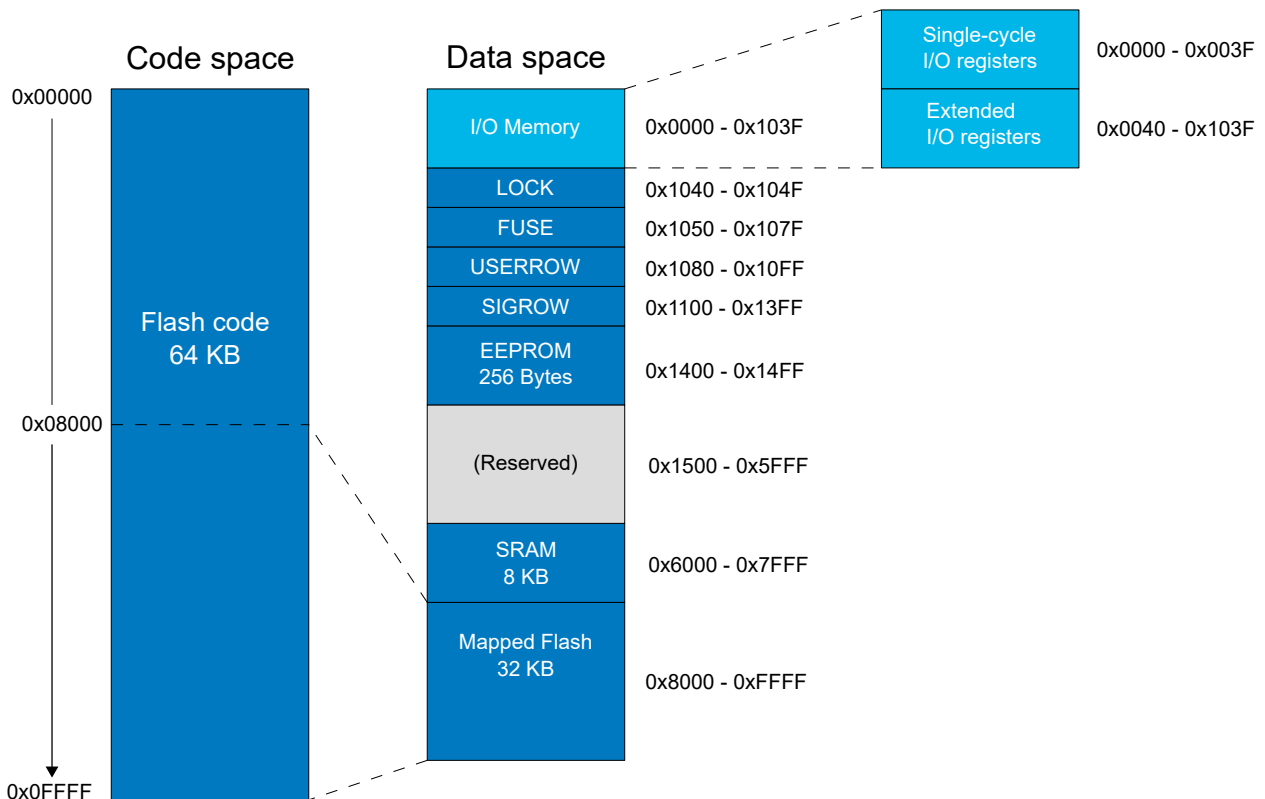 Code space
0x00000
Flash code
64 KB
0x08000
0x0FFFF
Data space
I/O Memory
0x0000 - 0x103F
LOCK
0x1040 - 0x104F
FUSE
0x1050 - 0x107F
USERROW
0x1080 - 0x10FF
SIGROW
0x1100 - 0x13FF
EEPROM
256 Bytes
0x1400 - 0x14FF
(Reserved)
0x1500 - 0x5FFF
SRAM
8 KB
0x6000 - 0x7FFF
Mapped Flash
32 KB
0x8000 - 0xFFFF
Single-cycle
I/O registers
0x0000 - 0x003F
Extended
I/O registers
0x0040 - 0x103F